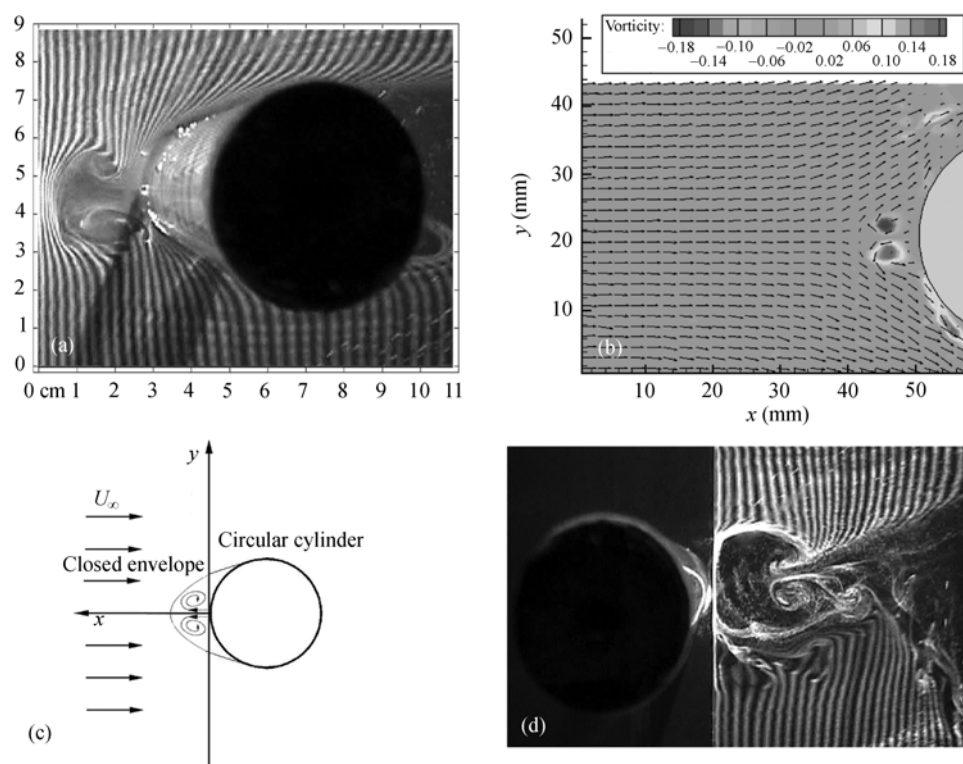 9
8
7
6
5
4
3
2
1
0
(a)
0 cm 1 2 3 4 5 6 7 8 9 10 11
Vorticity:
−0.18 −0.10 −0.02 0.06 0.14
−0.14 −0.06 0.02 0.10 0.18
50
40
30
20
10
y (mm)
(b)
10 20 30 40 50
x (mm)
y
U∞
Circular cylinder
Closed envelope
x
(c)
(d)